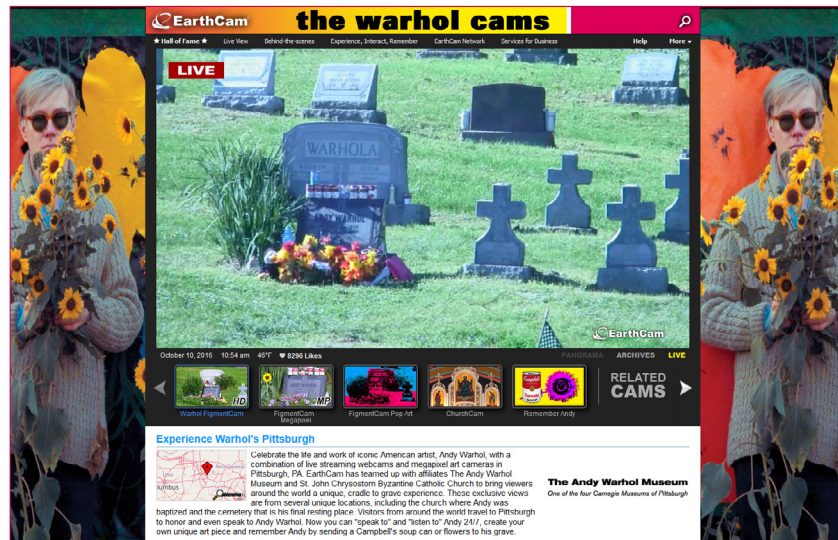 EarthCam
the warhol cams
★ Hall of Fame ★ Live View Behind-the-scenes Experience, Interact, Remember EarthCam Network Services for Business Help More
LIVE
WARHOLA
ANDY WARHOL
EarthCam
October 10, 2016 10:54 am 46°F ♥ 8296 Likes PANORAMA ARCHIVES LIVE
HD
MP
Campbell's
RELATED
CAMS
Warhol FigmentCam
FigmentCam
Megapixel
FigmentCam Pop Art
ChurchCam
Remember Andy
Experience Warhol's Pittsburgh
Celebrate the life and work of iconic American artist, Andy Warhol, with a
combination of live streaming webcams and megapixel art cameras in
Pittsburgh, PA. EarthCam has teamed up with affiliates The Andy Warhol
Museum and St. John Chrysostom Byzantine Catholic Church to bring viewers
around the world a unique, cradle to grave experience. These exclusive views
are from several unique locations, including the church where Andy was
baptized and the cemetery that is his final resting place. Visitors from around the world travel to Pittsburgh
to honor and even speak to Andy Warhol. Now you can "speak to" and "listen to" Andy 24/7, create your
own unique art piece and remember Andy by sending a Campbell's soup can or flowers to his grave.
The Andy Warhol Museum
One of the four Carnegie Museums of Pittsburgh